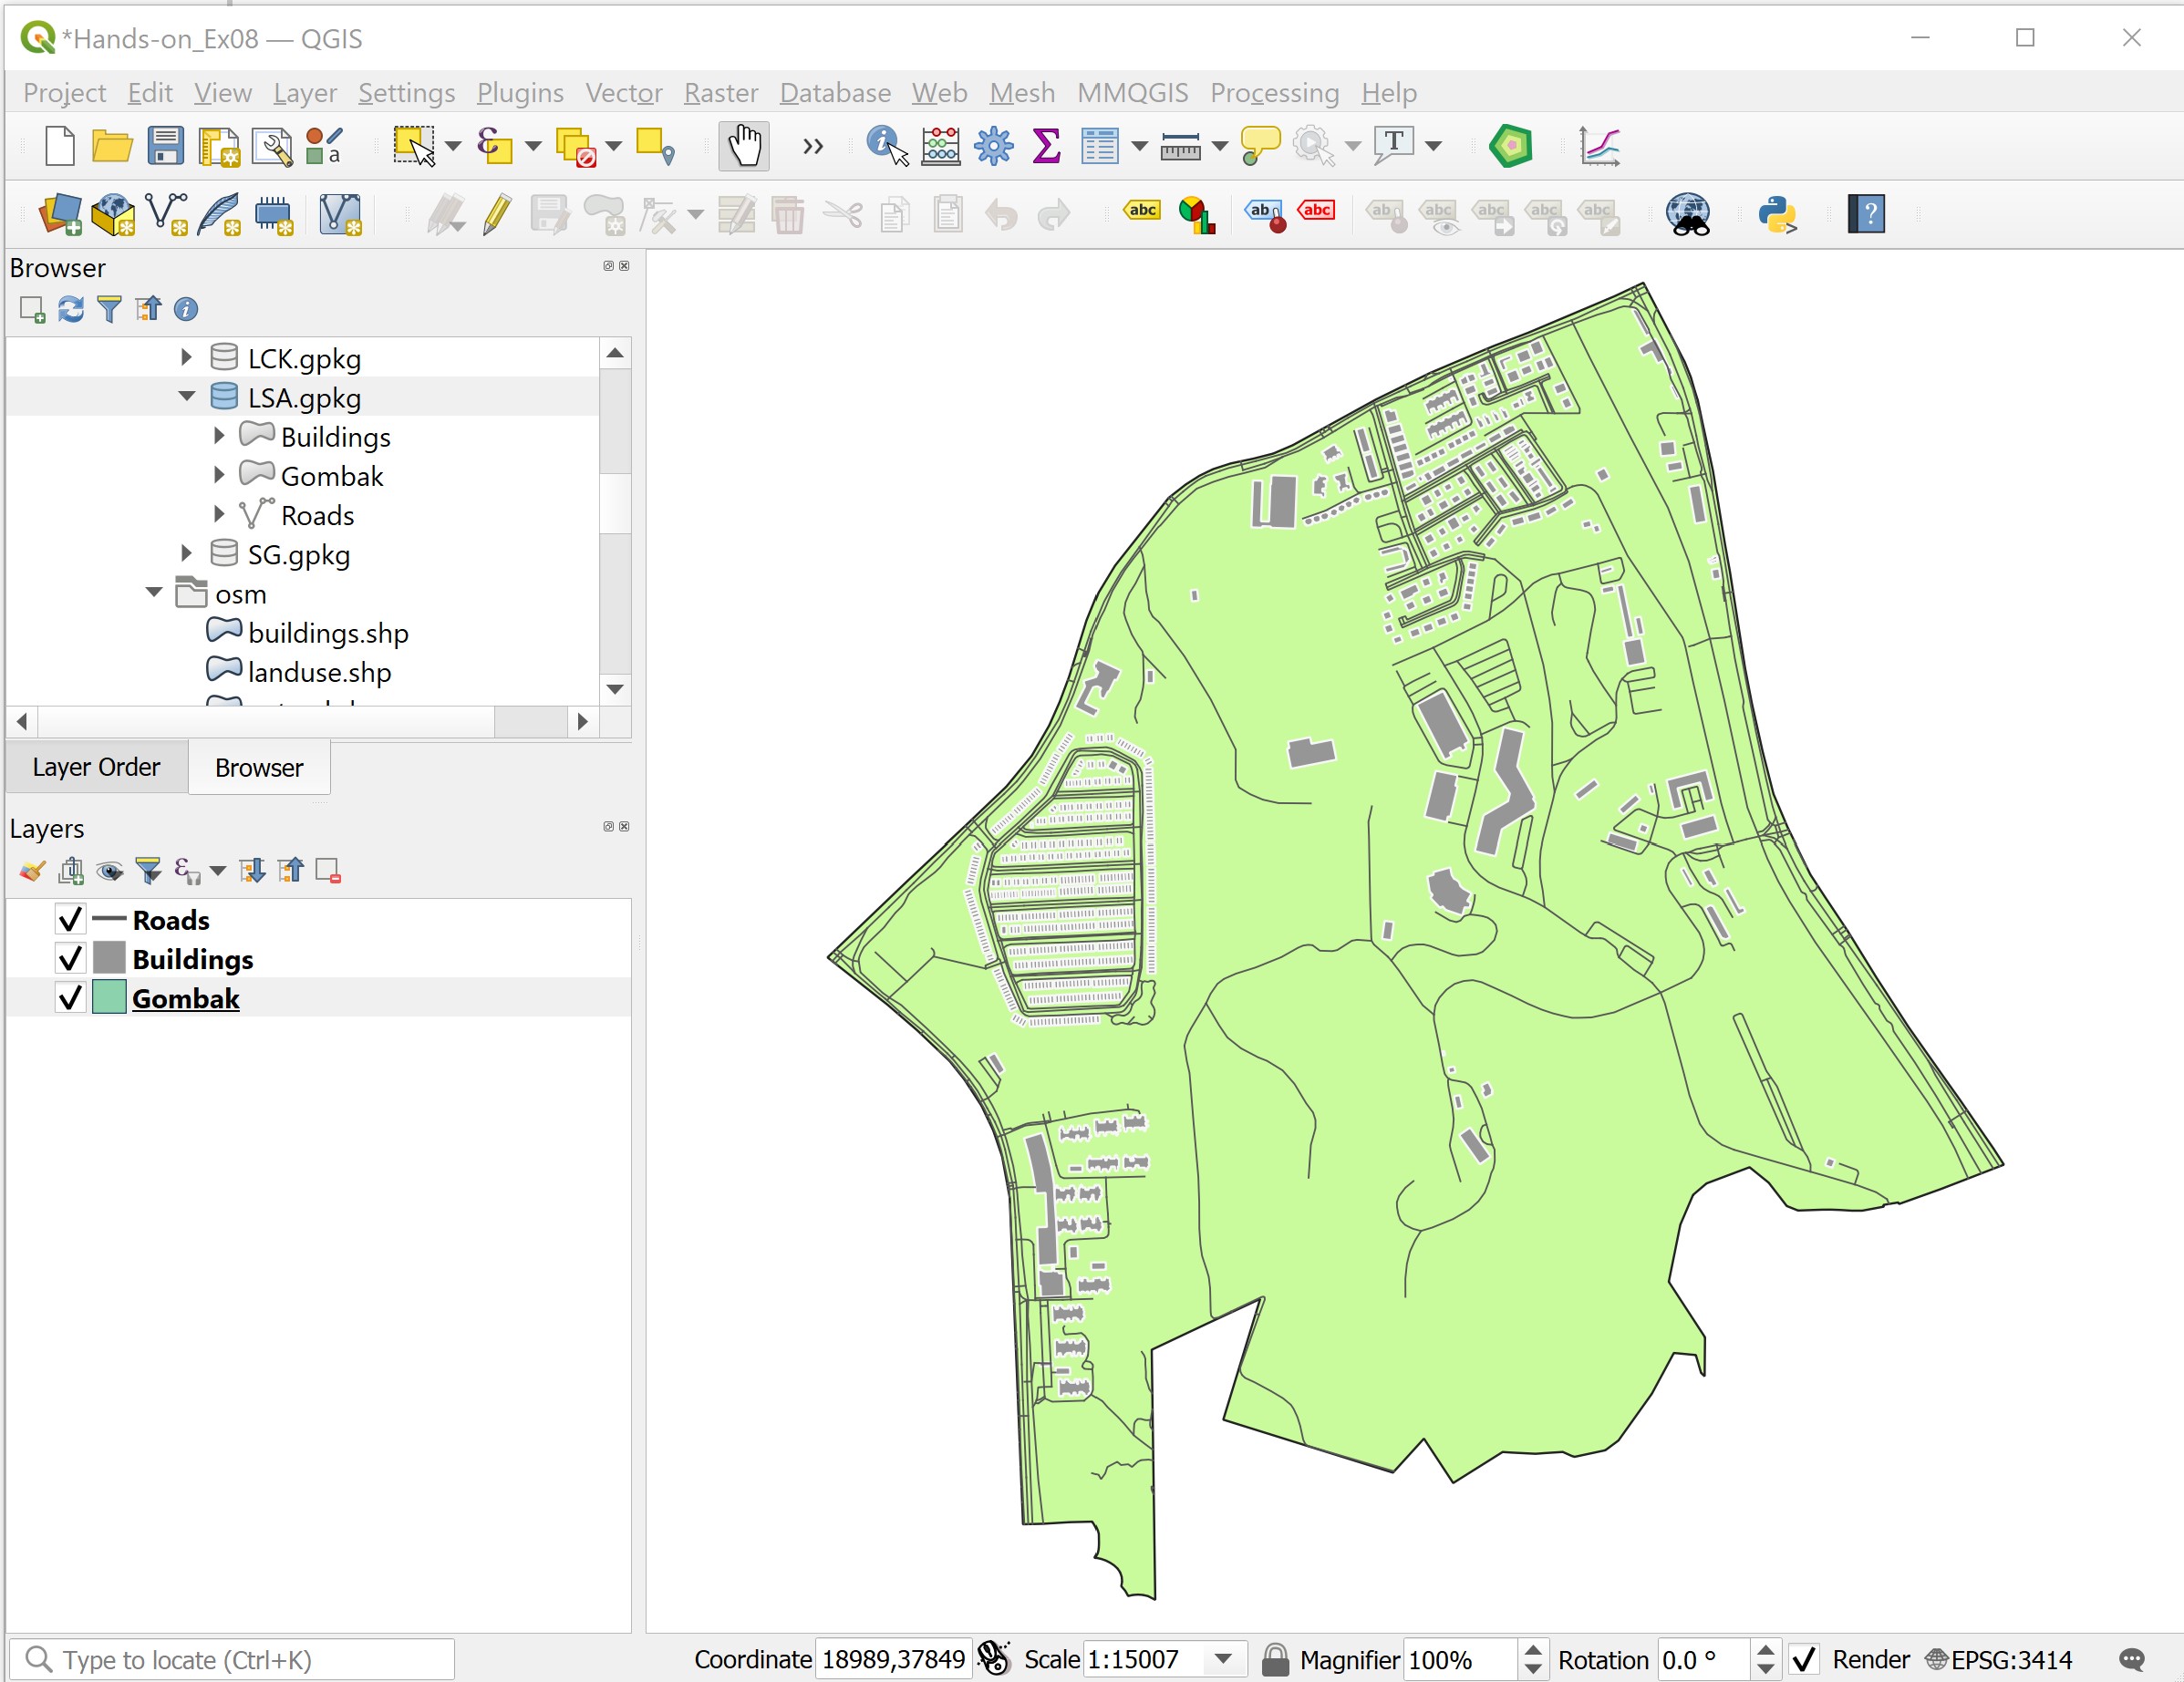 *Hands-on_Ex08 — QGIS
Project Edit View Layer Settings Plugins Vector Raster Database Web Mesh MMQGIS Processing Help
Browser
LCK.gpkg
LSA.gpkg
Buildings
Gombak
Roads
SG.gpkg
osm
buildings.shp
landuse.shp
Layer Order Browser
Layers
Roads
Buildings
Gombak
Type to locate (Ctrl+K) Coordinate 18989,37849 Scale 1:15007 Magnifier 100% Rotation 0.0 ° Render EPSG:3414